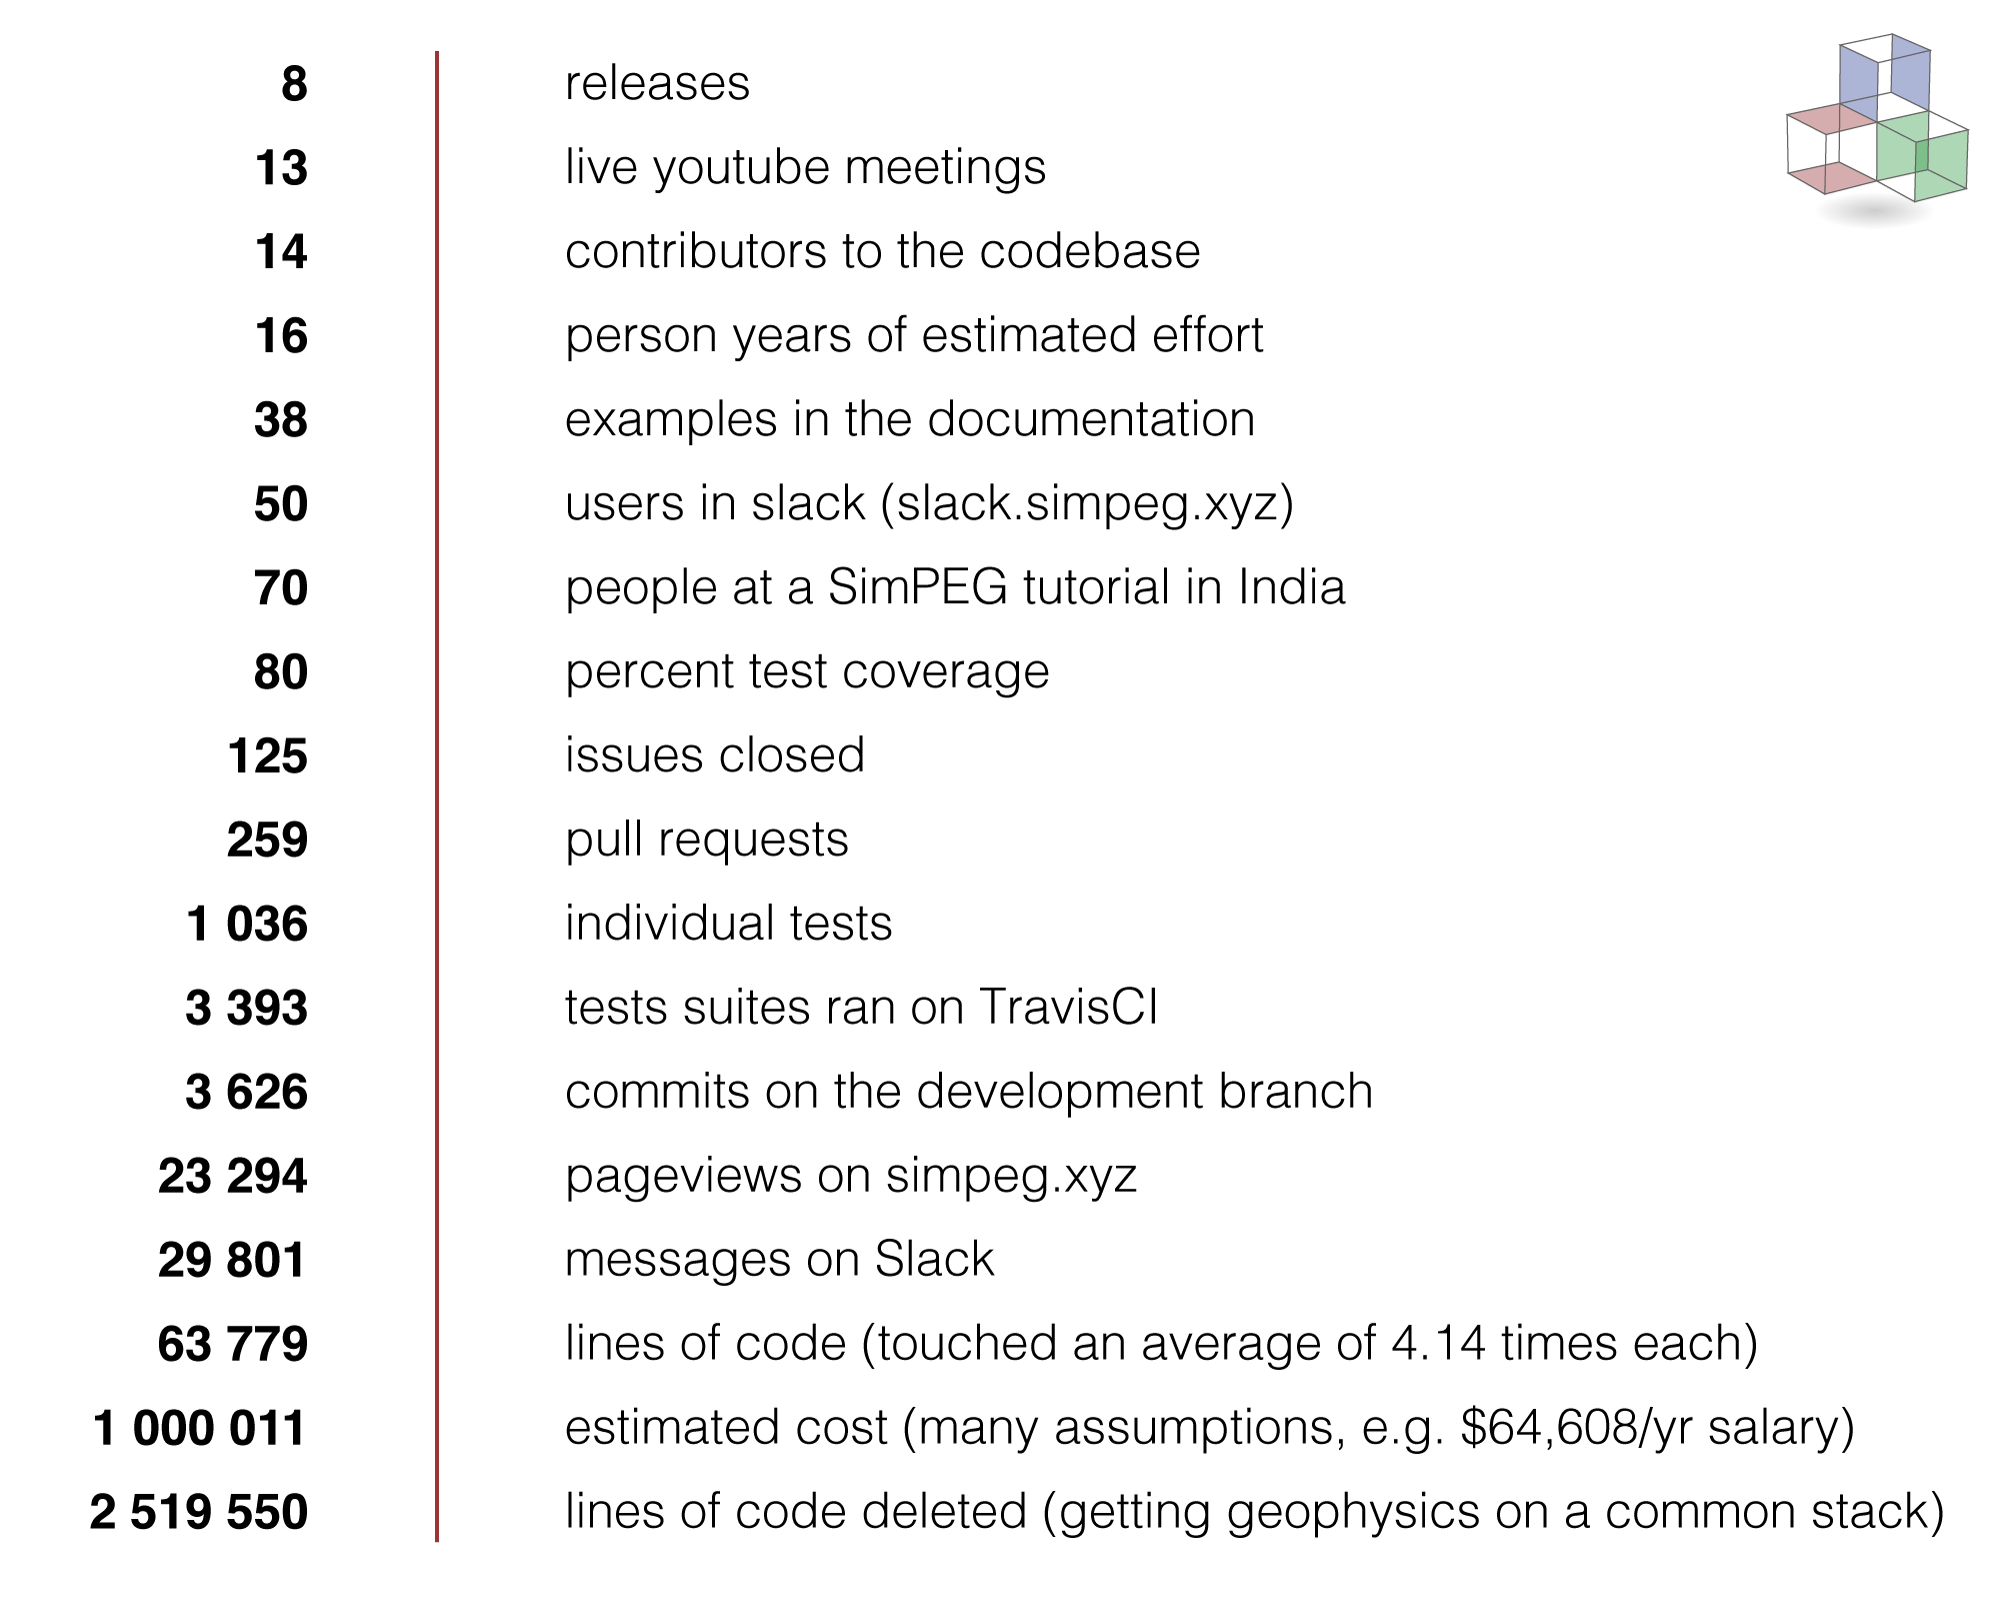 8 releases
13 live youtube meetings
14 contributors to the codebase
16 person years of estimated effort
38 examples in the documentation
50 users in slack (slack.simpeg.xyz)
70 people at a SimPEG tutorial in India
80 percent test coverage
125 issues closed
259 pull requests
1 036 individual tests
3 393 tests suites ran on TravisCI
3 626 commits on the development branch
23 294 pageviews on simpeg.xyz
29 801 messages on Slack
63 779 lines of code (touched an average of 4.14 times each)
1 000 011 estimated cost (many assumptions, e.g. $64,608/yr salary)
2 519 550 lines of code deleted (getting geophysics on a common stack)